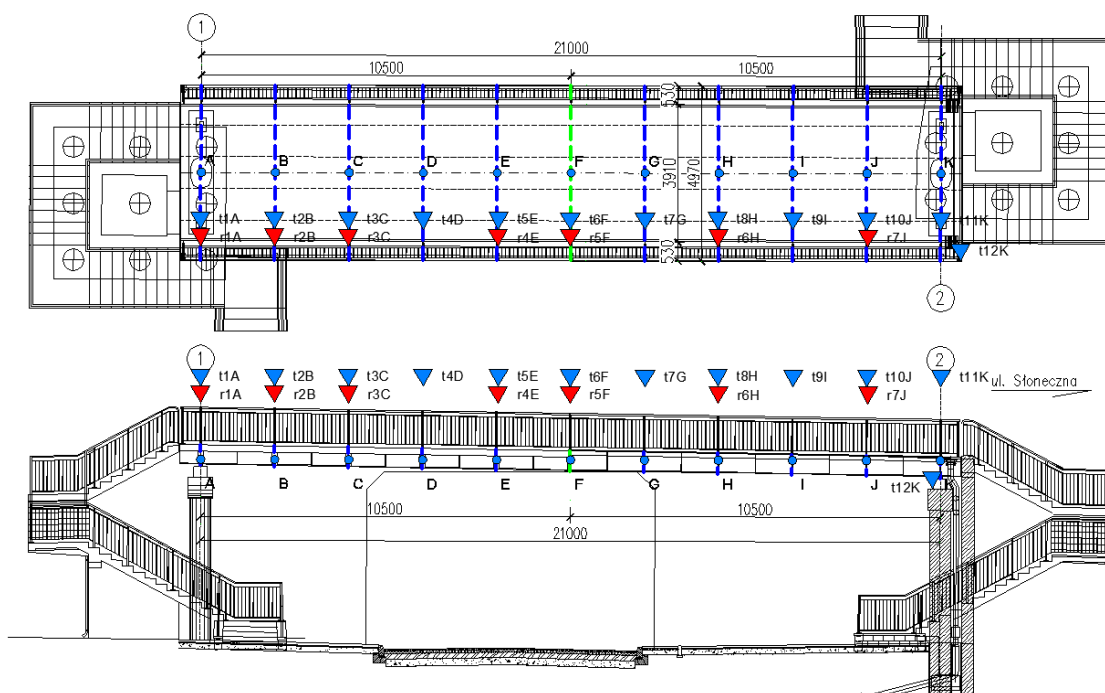 1
21000
10500 10500
530
A B C D E F G H I J K
3910
4970
t1A t2B t3C t4D t5E t6F t7G t8H t9I t10J t11K
r1A r2B r3C r4E r5F r6H r7J
530
t12K
2
1 2
t1A t2B t3C t4D t5E t6F t7G t8H t9I t10J t11K
r1A r2B r3C r4E r5F r6H r7J
ul. Słoneczna
A B C D E F G H I J K
t12K
10500 10500
21000